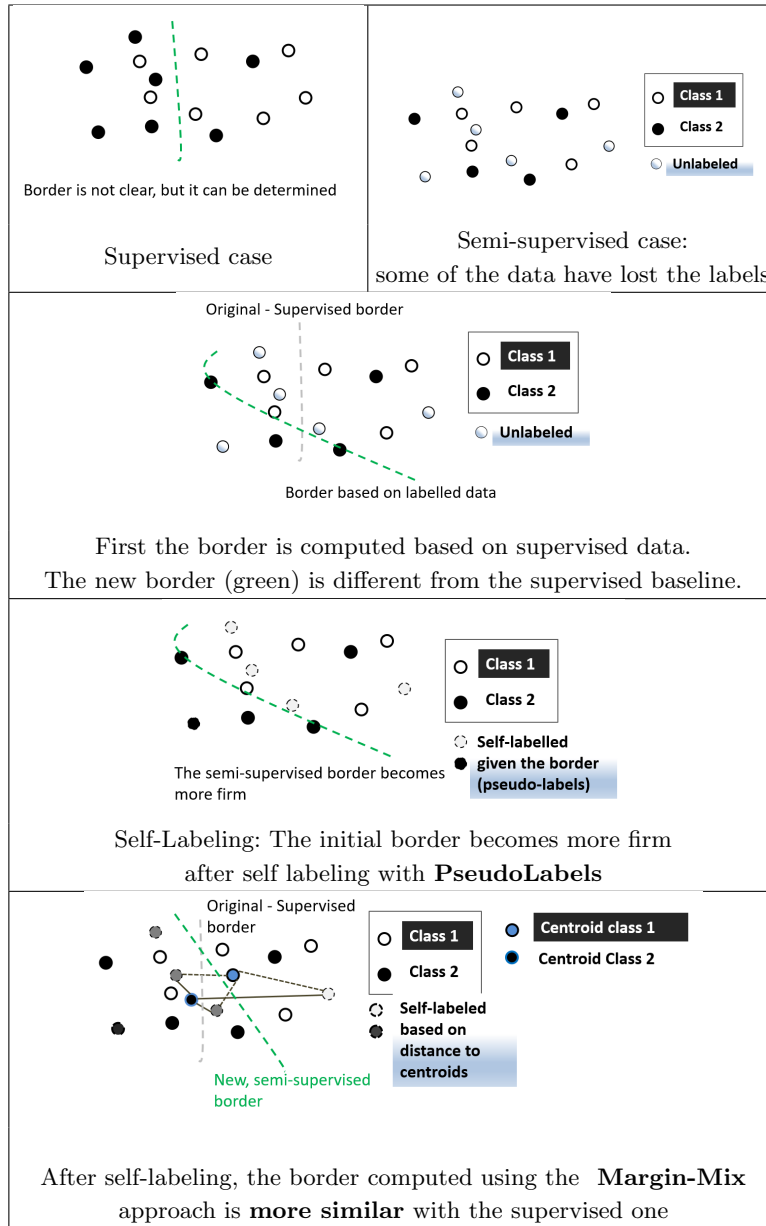 Border is not clear, but it can be determined
Supervised case
Class 1
Class 2
Unlabeled
Semi-supervised case:
some of the data have lost the labels
Original - Supervised border
Class 1
Class 2
Unlabeled
Border based on labelled data
First the border is computed based on supervised data.
The new border (green) is different from the supervised baseline.
Class 1
Class 2
Self-labelled
given the border
(pseudo-labels)
The semi-supervised border becomes
more firm
Self-Labeling: The initial border becomes more firm
after self labeling with PseudoLabels
Original - Supervised
border
Class 1
Class 2
Centroid class 1
Centroid Class 2
Self-labeled
based on
distance to
centroids
New, semi-supervised
border
After self-labeling, the border computed using the Margin-Mix
approach is more similar with the supervised one